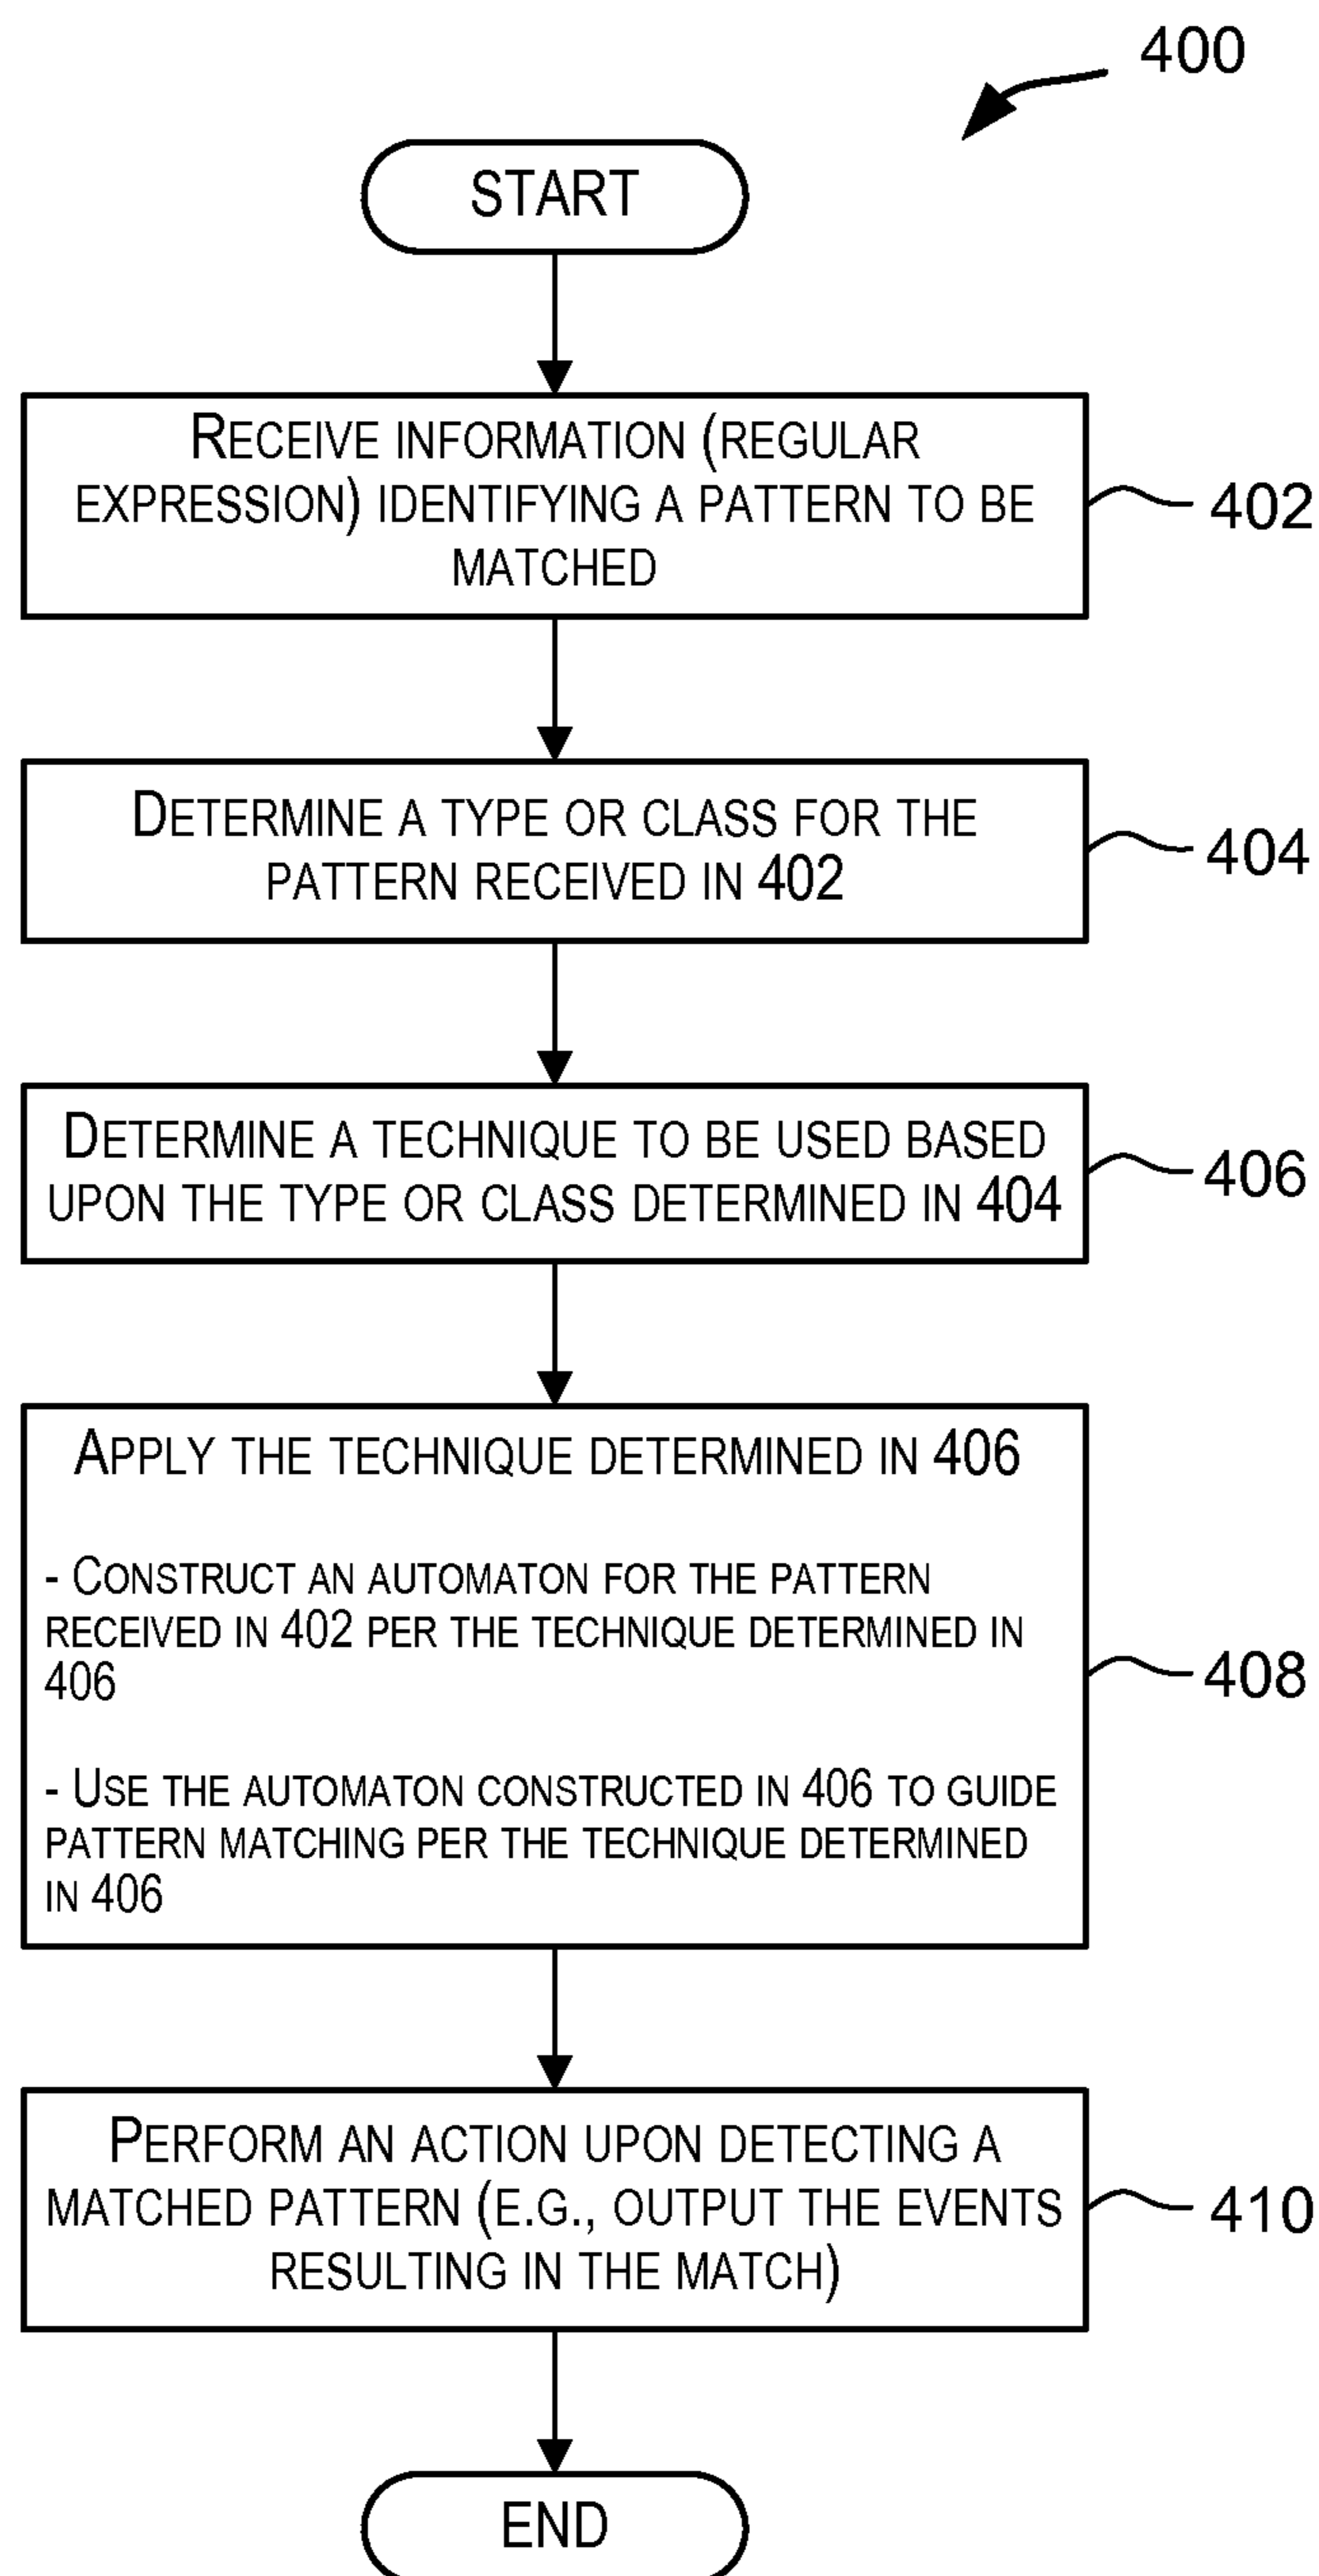 400
START
RECEIVE INFORMATION (REGULAR
EXPRESSION) IDENTIFYING A PATTERN TO BE
MATCHED
402
DETERMINE A TYPE OR CLASS FOR THE
PATTERN RECEIVED IN 402
404
DETERMINE A TECHNIQUE TO BE USED BASED
UPON THE TYPE OR CLASS DETERMINED IN 404
406
APPLY THE TECHNIQUE DETERMINED IN 406
- CONSTRUCT AN AUTOMATON FOR THE PATTERN
RECEIVED IN 402 PER THE TECHNIQUE DETERMINED IN
406
- USE THE AUTOMATON CONSTRUCTED IN 406 TO GUIDE
PATTERN MATCHING PER THE TECHNIQUE DETERMINED
IN 406
408
PERFORM AN ACTION UPON DETECTING A
MATCHED PATTERN (E.G., OUTPUT THE EVENTS
RESULTING IN THE MATCH)
410
END